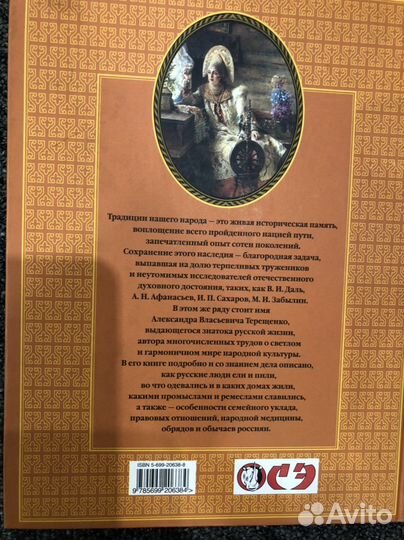 Традиции нашего народа — это живая историческая память,
воплощение всего пройденного нацией пути,
запечатленный опыт сотен поколений.
Сохранение этого наследия — благородная задача,
выпавшая на долю терпеливых тружеников
и неутомимых исследователей отечественного
духовного достояния, таких, как В. И. Даль,
А. Н. Афанасьев, И. П. Сахаров, М. Н. Забылин.
В этом же ряду стоит имя
Александра Власьевича Терещенко,
выдающегося знатока русской жизни,
автора многочисленных трудов о светлом
и гармоничном мире народной культуры.
В его книге подробно и со знанием дела описано,
как русские люди ели и пили,
во что одевались и в каких домах жили,
какими промыслами и ремеслами славились,
а также — особенности семейного уклада,
правовых отношений, народной медицины,
обрядов и обычаев россиян.
ISBN 5-699-20638-8
9 785699 206384 >
ЭКСМО
Avito